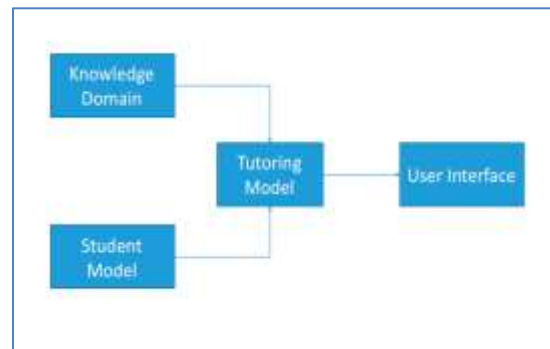 Knowledge
Domain
Tutoring
Model
User Interface
Student
Model